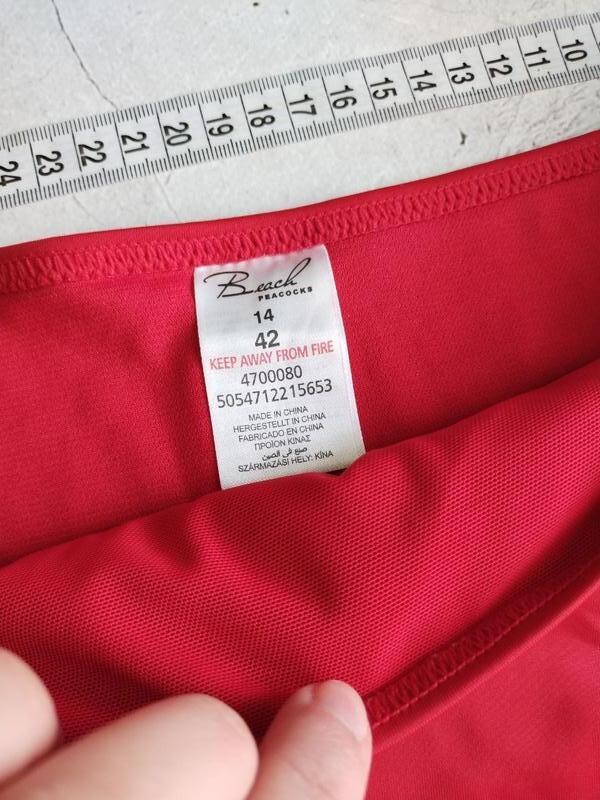 24 23 22 21 20 19 18 17 16 15 14 13 12 11 10
Beach
PEACOCKS
14
42
KEEP AWAY FROM FIRE
4700080
5054712215653
MADE IN CHINA
HERGESTELLT IN CHINA
FABRICADO EN CHINA
ΠΡΟΪΟΝ ΚΙΝΑΣ
صنع في الصين
SZÁRMAZÁSI HELY: KÍNA